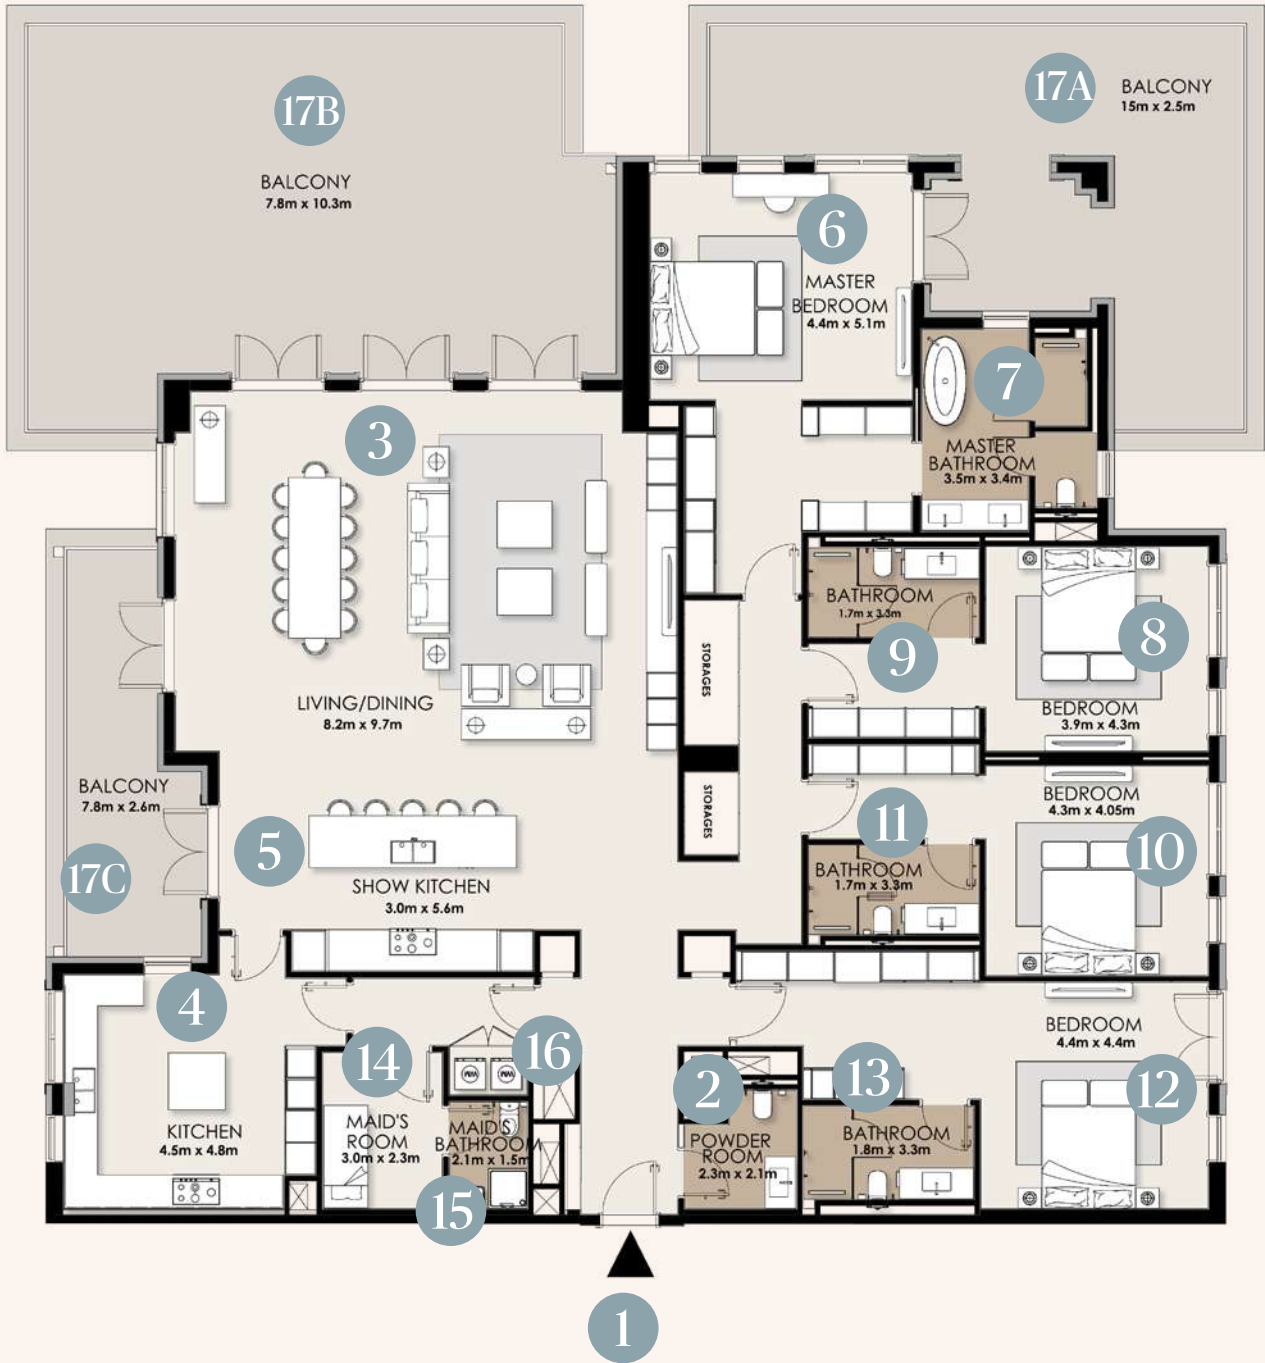 17B
BALCONY
7.8m x 10.3m
17A
BALCONY
15m x 2.5m
6
MASTER
BEDROOM
4.4m x 5.1m
7
MASTER
BATHROOM
3.5m x 3.4m
3
LIVING/DINING
8.2m x 9.7m
STORAGES
BATHROOM
1.7m x 3.3m
9
8
BEDROOM
3.9m x 4.3m
BALCONY
7.8m x 2.6m
17C
5
SHOW KITCHEN
3.0m x 5.6m
STORAGES
11
BATHROOM
1.7m x 3.3m
BEDROOM
4.3m x 4.05m
10
4
KITCHEN
4.5m x 4.8m
14
MAID'S
ROOM
3.0m x 2.3m
16
WM
WM
MAID'S
BATHROOM
2.1m x 1.5m
15
2
POWDER
ROOM
2.3m x 2.1m
13
BATHROOM
1.8m x 3.3m
BEDROOM
4.4m x 4.4m
12
1